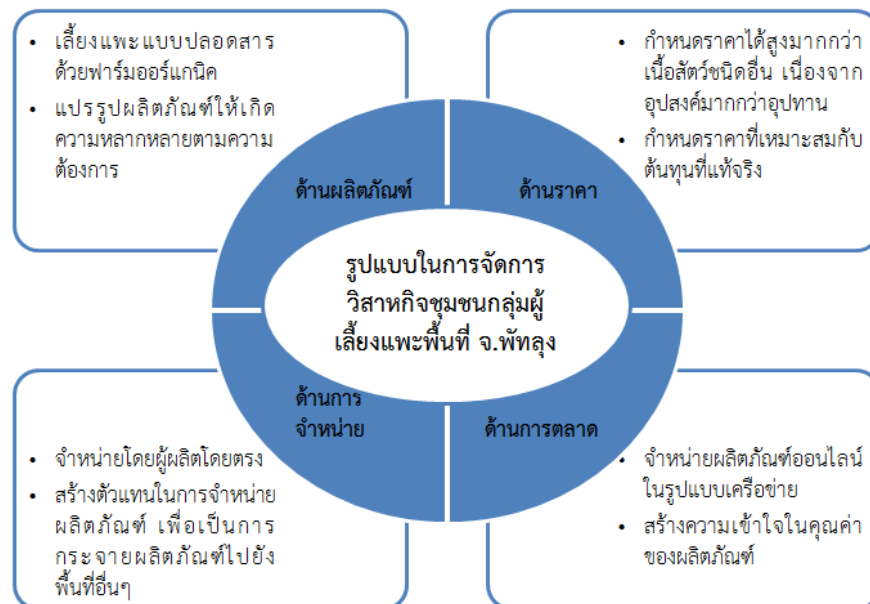 • เลี้ยงแพะแบบปลอดสาร
ด้วยฟาร์มออร์แกนิค
• แปรรูปผลิตภัณฑ์ให้เกิด
ความหลากหลายตามความ
ต้องการ
• กำหนดราคาได้สูงมากกว่า
เนื้อสัตว์ชนิดอื่น เนื่องจาก
อุปสงค์มากกว่าอุปทาน
• กำหนดราคาที่เหมาะสมกับ
ต้นทุนที่แท้จริง
ด้านผลิตภัณฑ์
ด้านราคา
รูปแบบในการจัดการ
วิสาหกิจชุมชนกลุ่มผู้
เลี้ยงแพะพื้นที่ จ.พัทลุง
ด้านการ
จำหน่าย
ด้านการตลาด
• จำหน่ายโดยผู้ผลิตโดยตรง
• สร้างตัวแทนในการจำหน่าย
ผลิตภัณฑ์ เพื่อเป็นการ
กระจายผลิตภัณฑ์ไปยัง
พื้นที่อื่นๆ
• จำหน่ายผลิตภัณฑ์ออนไลน์
ในรูปแบบเครือข่าย
• สร้างความเข้าใจในคุณค่า
ของผลิตภัณฑ์